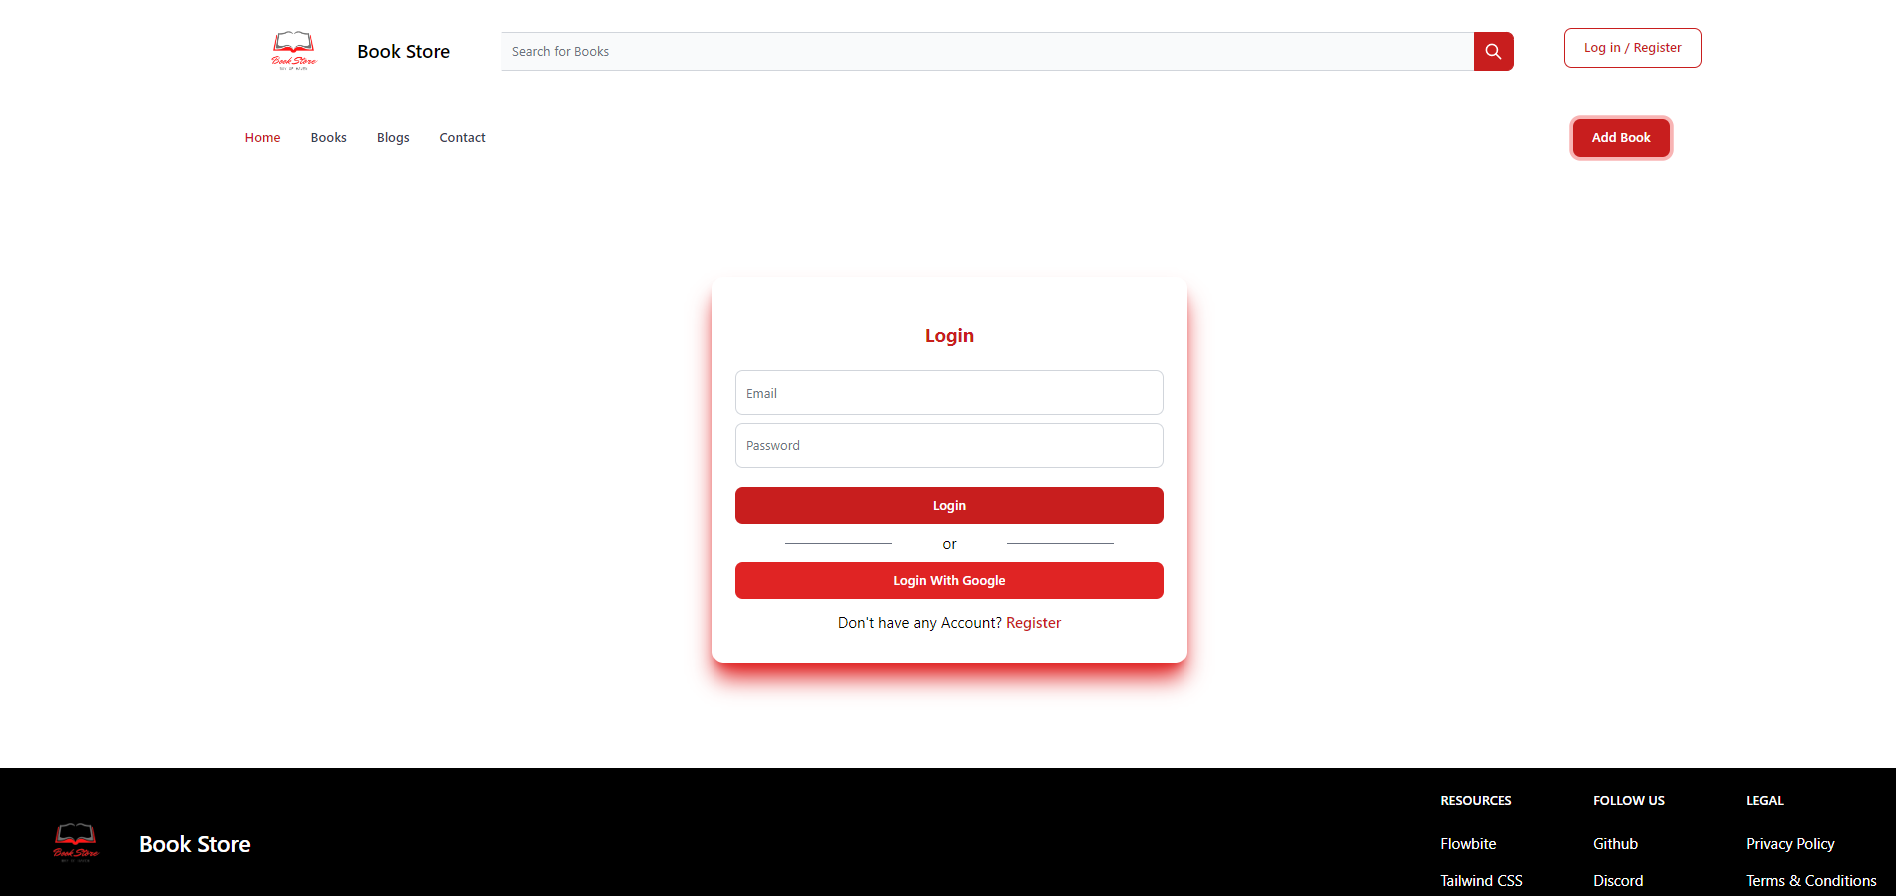 Book Store
Book Store
Search for Books
Log in / Register
Home
Books
Blogs
Contact
Add Book
Login
Email
Password
Login
or
Login With Google
Don't have any Account? Register
Book Store
Book Store
RESOURCES
Flowbite
Tailwind CSS
FOLLOW US
Github
Discord
LEGAL
Privacy Policy
Terms & Conditions